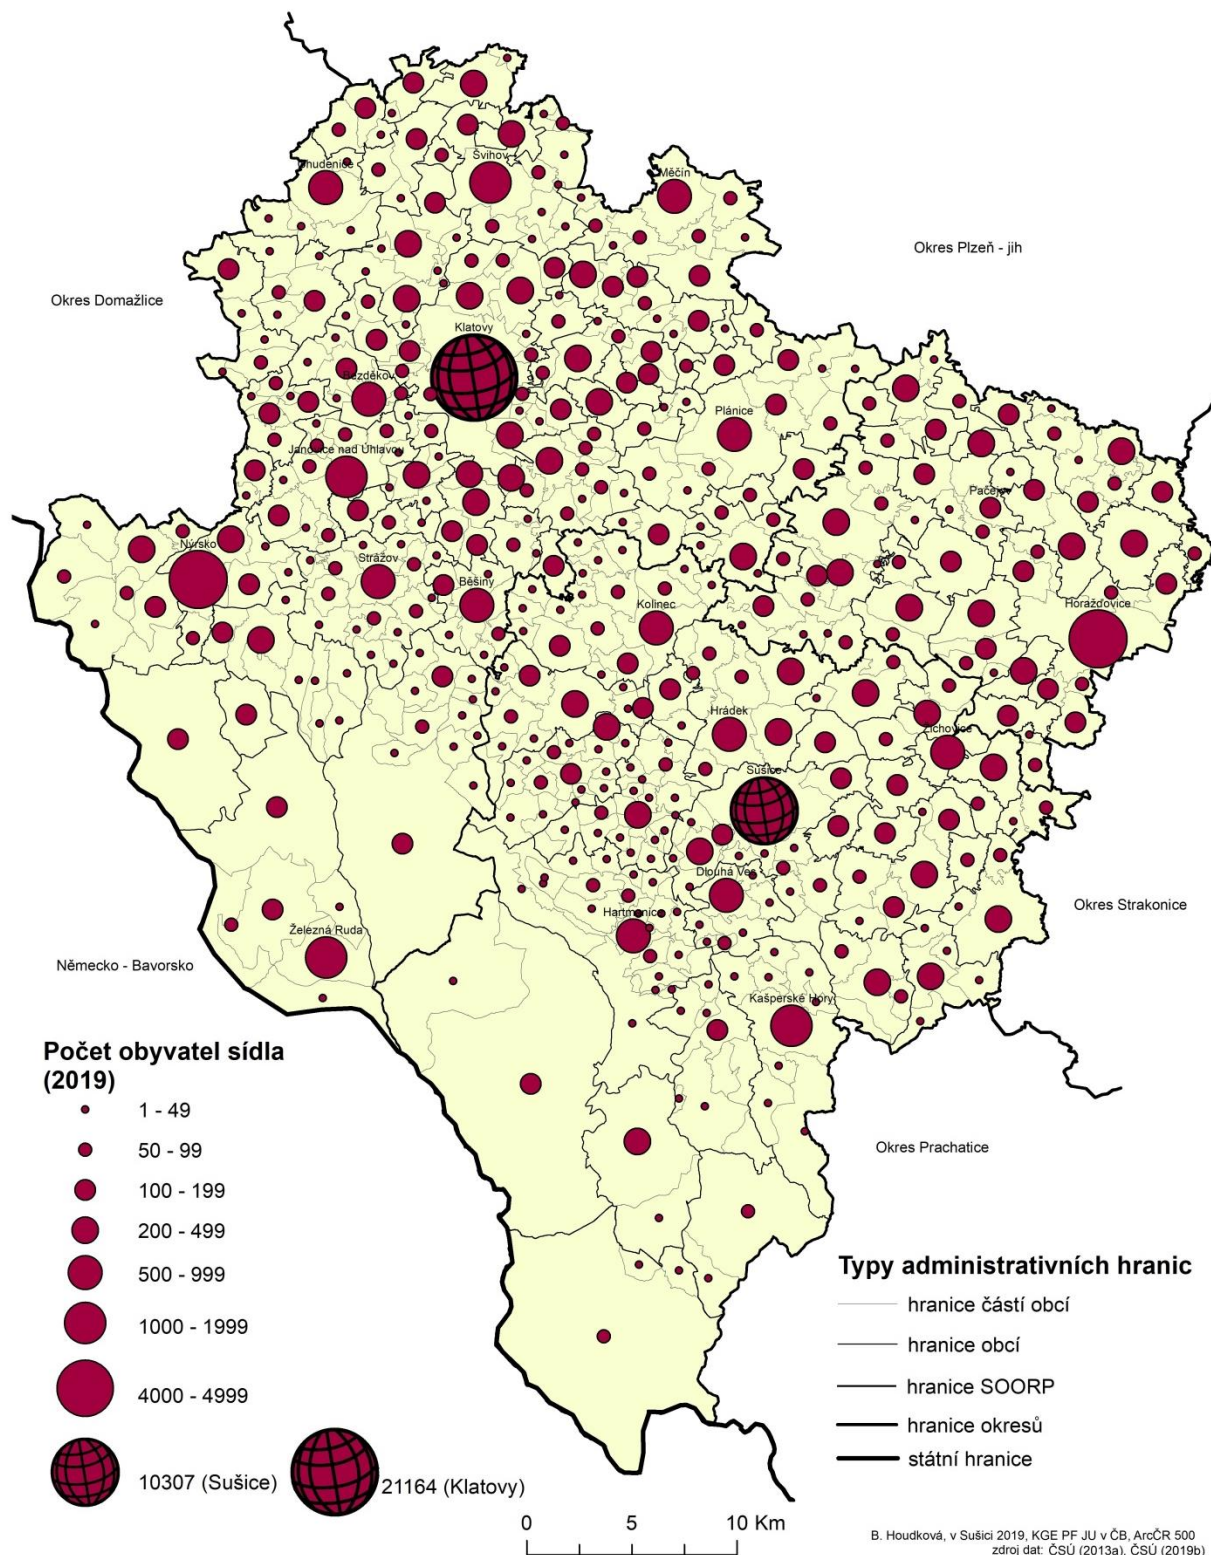 Chudenice
Švihov
Měčín
Okres Plzeň - jih
Okres Domažlice
Klatovy
Bezděkov
Plánice
Janovice nad Úhlavou
Pačejov
Nýrsko
Strážov
Běšiny
Kolinec
Horažďovice
Hrádek
Žichovice
Sušice
Dlouhá Ves
Hartmanice
Okres Strakonice
Železná Ruda
Německo - Bavorsko
Kašperské Hory
Okres Prachatice
Počet obyvatel sídla
(2019)
1 - 49
50 - 99
100 - 199
200 - 499
500 - 999
1000 - 1999
4000 - 4999
10307 (Sušice)
21164 (Klatovy)
Typy administrativních hranic
hranice částí obcí
hranice obcí
hranice SOORP
hranice okresů
státní hranice
0 5 10 Km
B. Houdková, v Sušici 2019, KGE PF JU v ČB, ArcČR 500
zdroj dat: ČSÚ (2013a), ČSÚ (2019b)